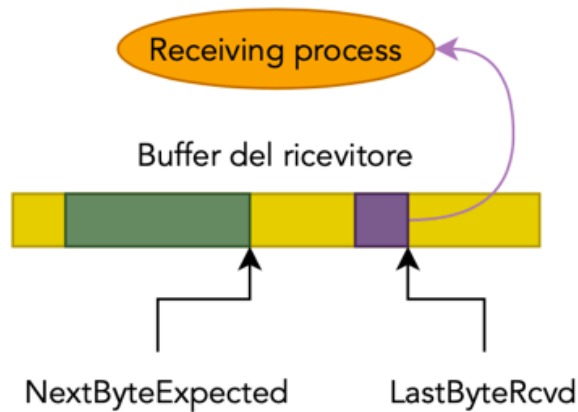 Receiving process
Buffer del ricevitore
NextByteExpected
LastByteRcvd